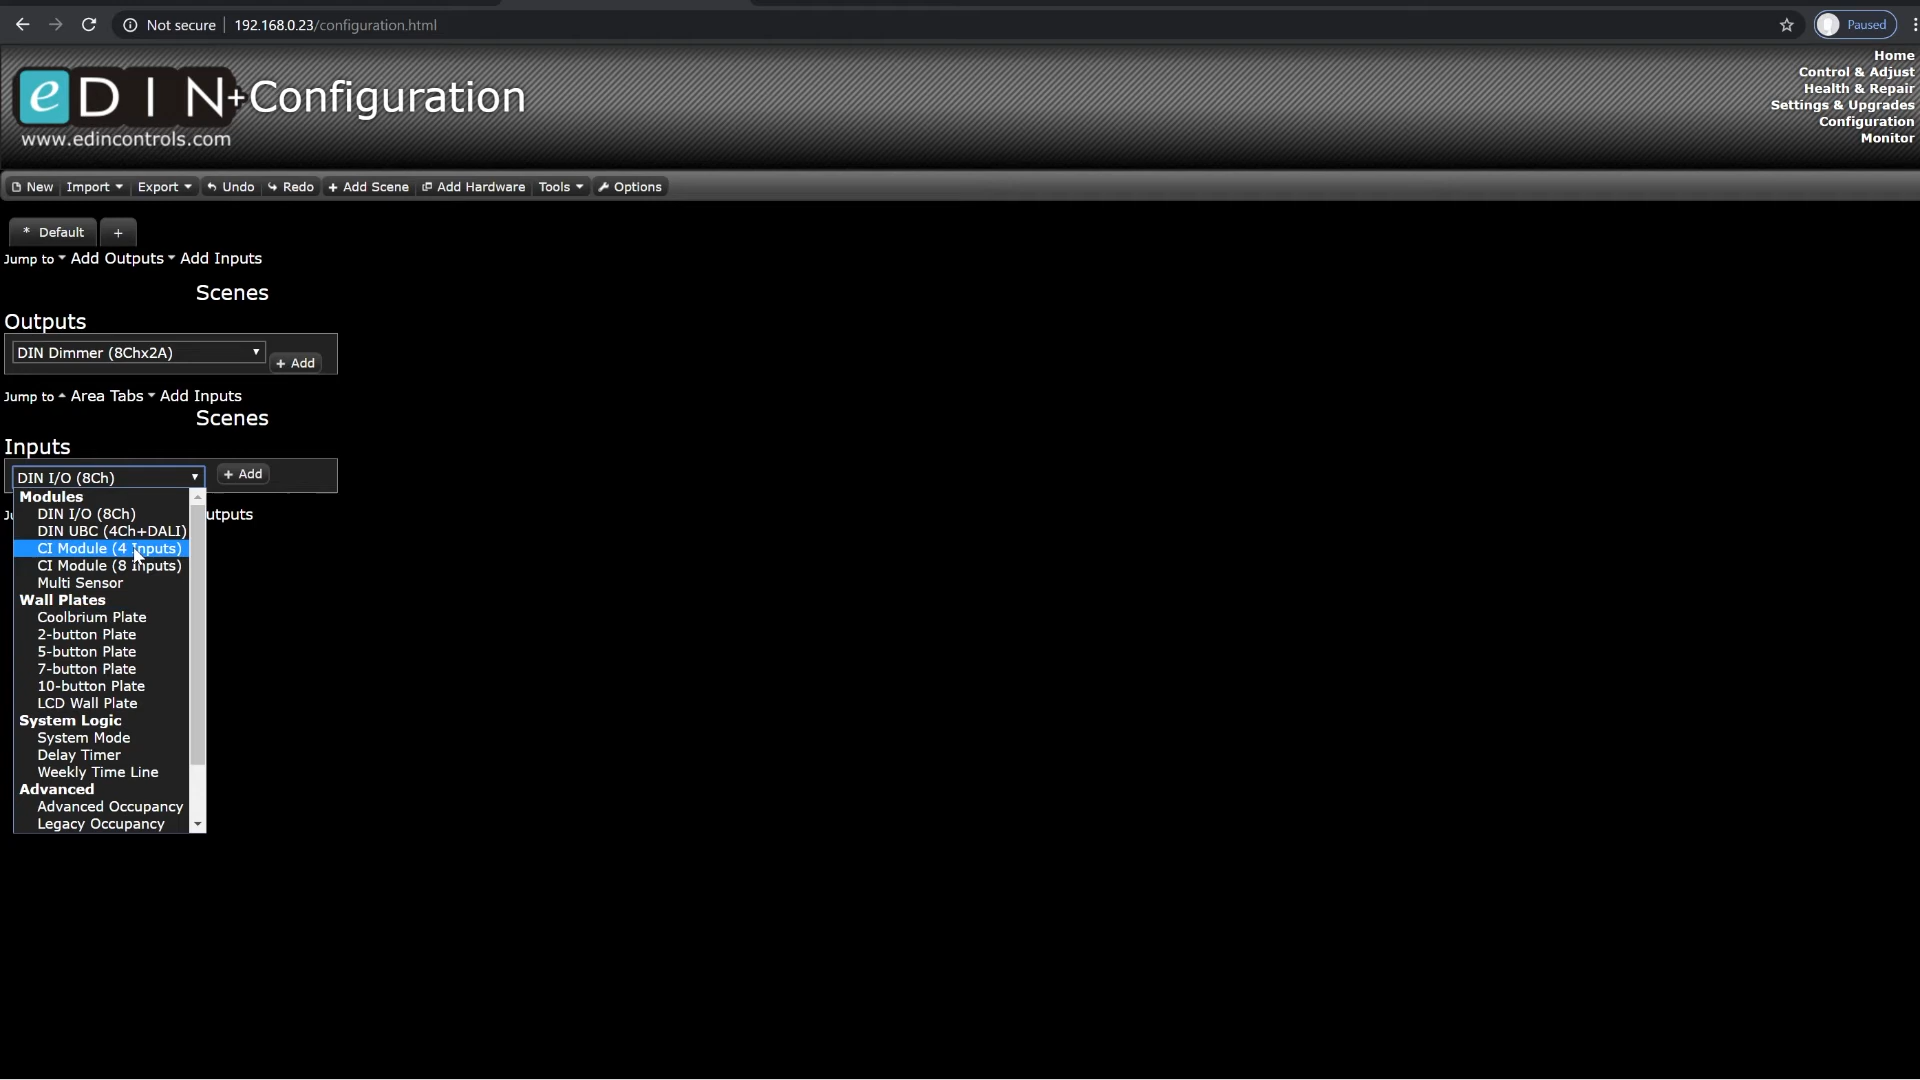 Not secure 192.168.0.23/configuration.html Paused
eDIN+Configuration
www.edincontrols.com
Home
Control & Adjust
Health & Repair
Settings & Upgrades
Configuration
Monitor
New Import Export Undo Redo + Add Scene Add Hardware Tools Options
* Default +
Jump to Add Outputs Add Inputs
Scenes
Outputs
DIN Dimmer (8Chx2A) + Add
Jump to Area Tabs Add Inputs
Scenes
Inputs
DIN I/O (8Ch) + Add
Modules
DIN I/O (8Ch)
DIN UBC (4Ch+DALI)
CI Module (4 Inputs)
CI Module (8 Inputs)
Multi Sensor
Wall Plates
Coolbrium Plate
2-button Plate
5-button Plate
7-button Plate
10-button Plate
LCD Wall Plate
System Logic
System Mode
Delay Timer
Weekly Time Line
Advanced
Advanced Occupancy
Legacy Occupancy